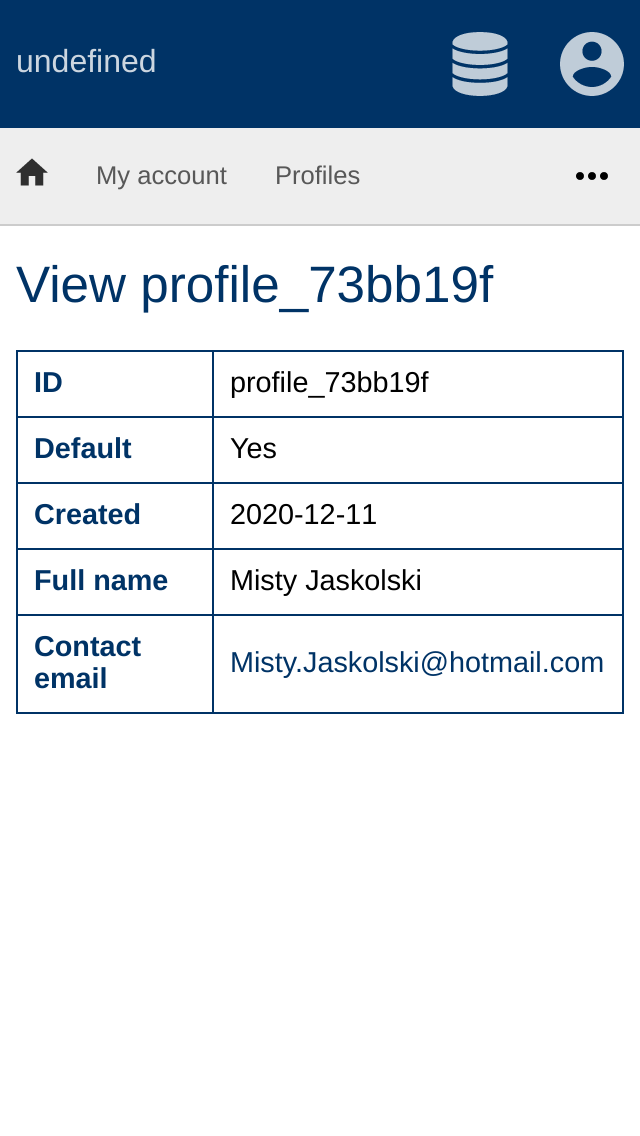 undefined
My account Profiles
View profile_73bb19f
ID profile_73bb19f
Default Yes
Created 2020-12-11
Full name Misty Jaskolski
Contact
email Misty.Jaskolski@hotmail.com